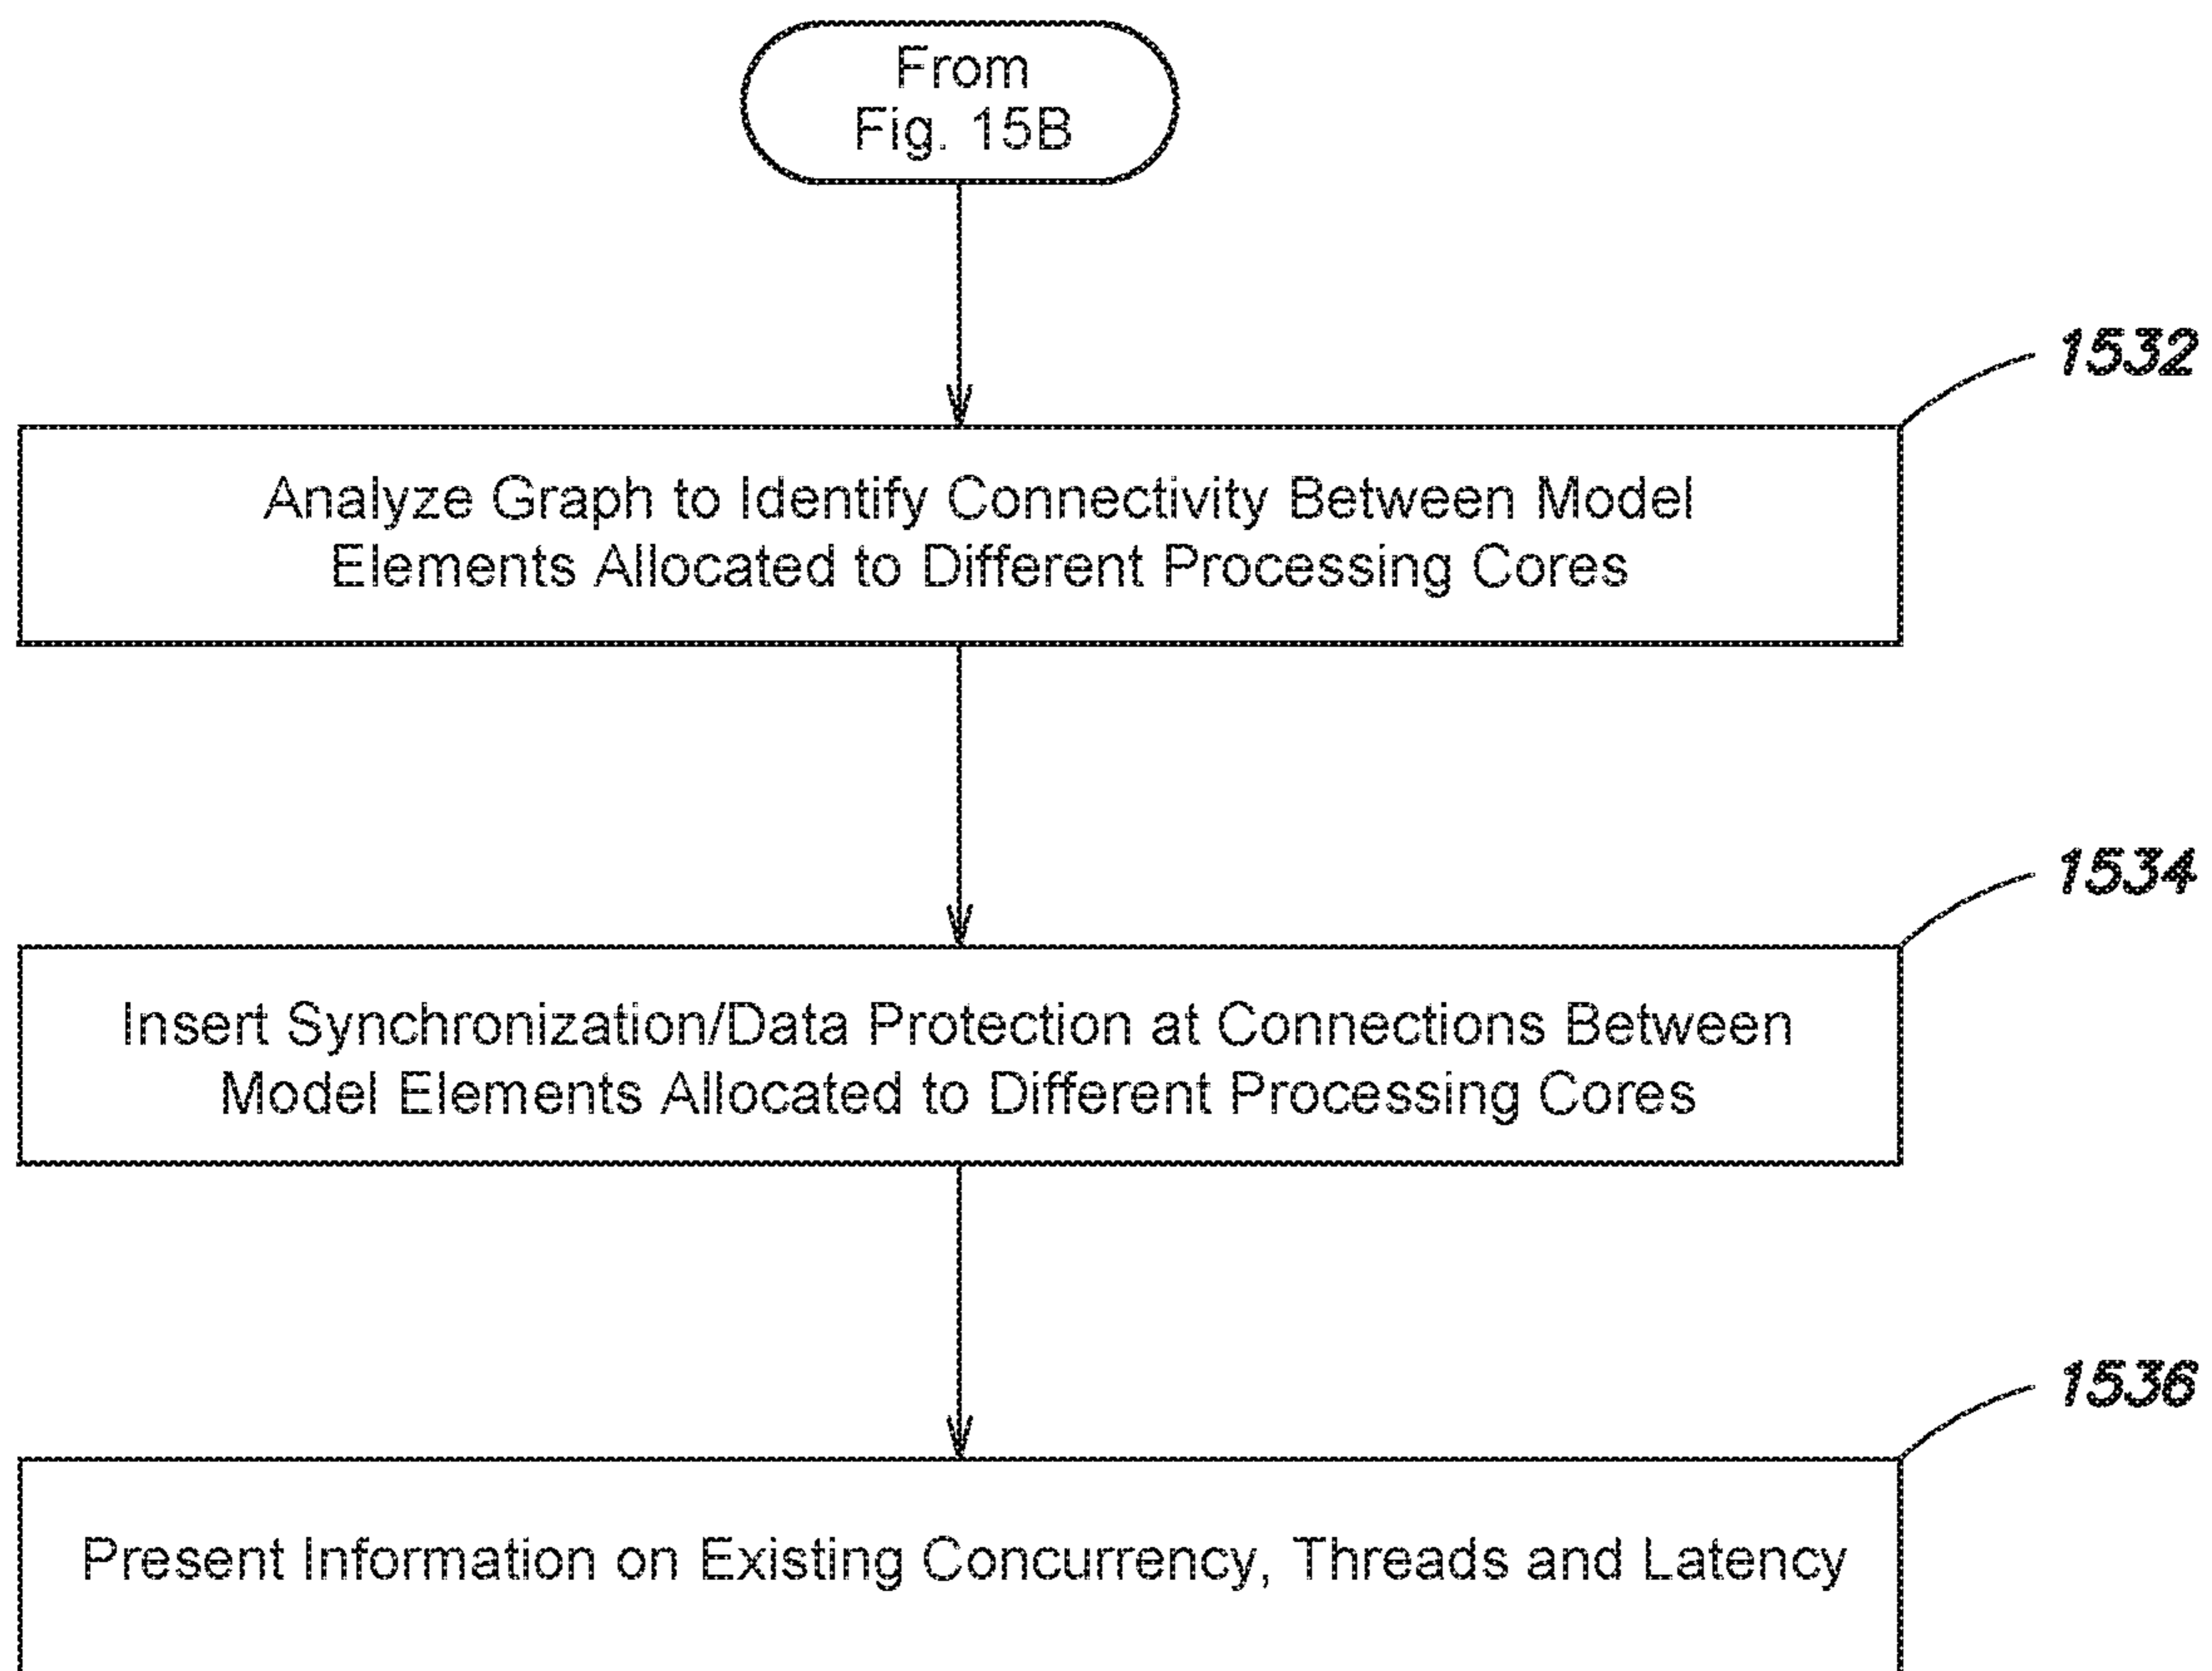 From
Fig. 15B
1532
Analyze Graph to Identify Connectivity Between Model
Elements Allocated to Different Processing Cores
1534
Insert Synchronization/Data Protection at Connections Between
Model Elements Allocated to Different Processing Cores
1536
Present Information on Existing Concurrency, Threads and Latency